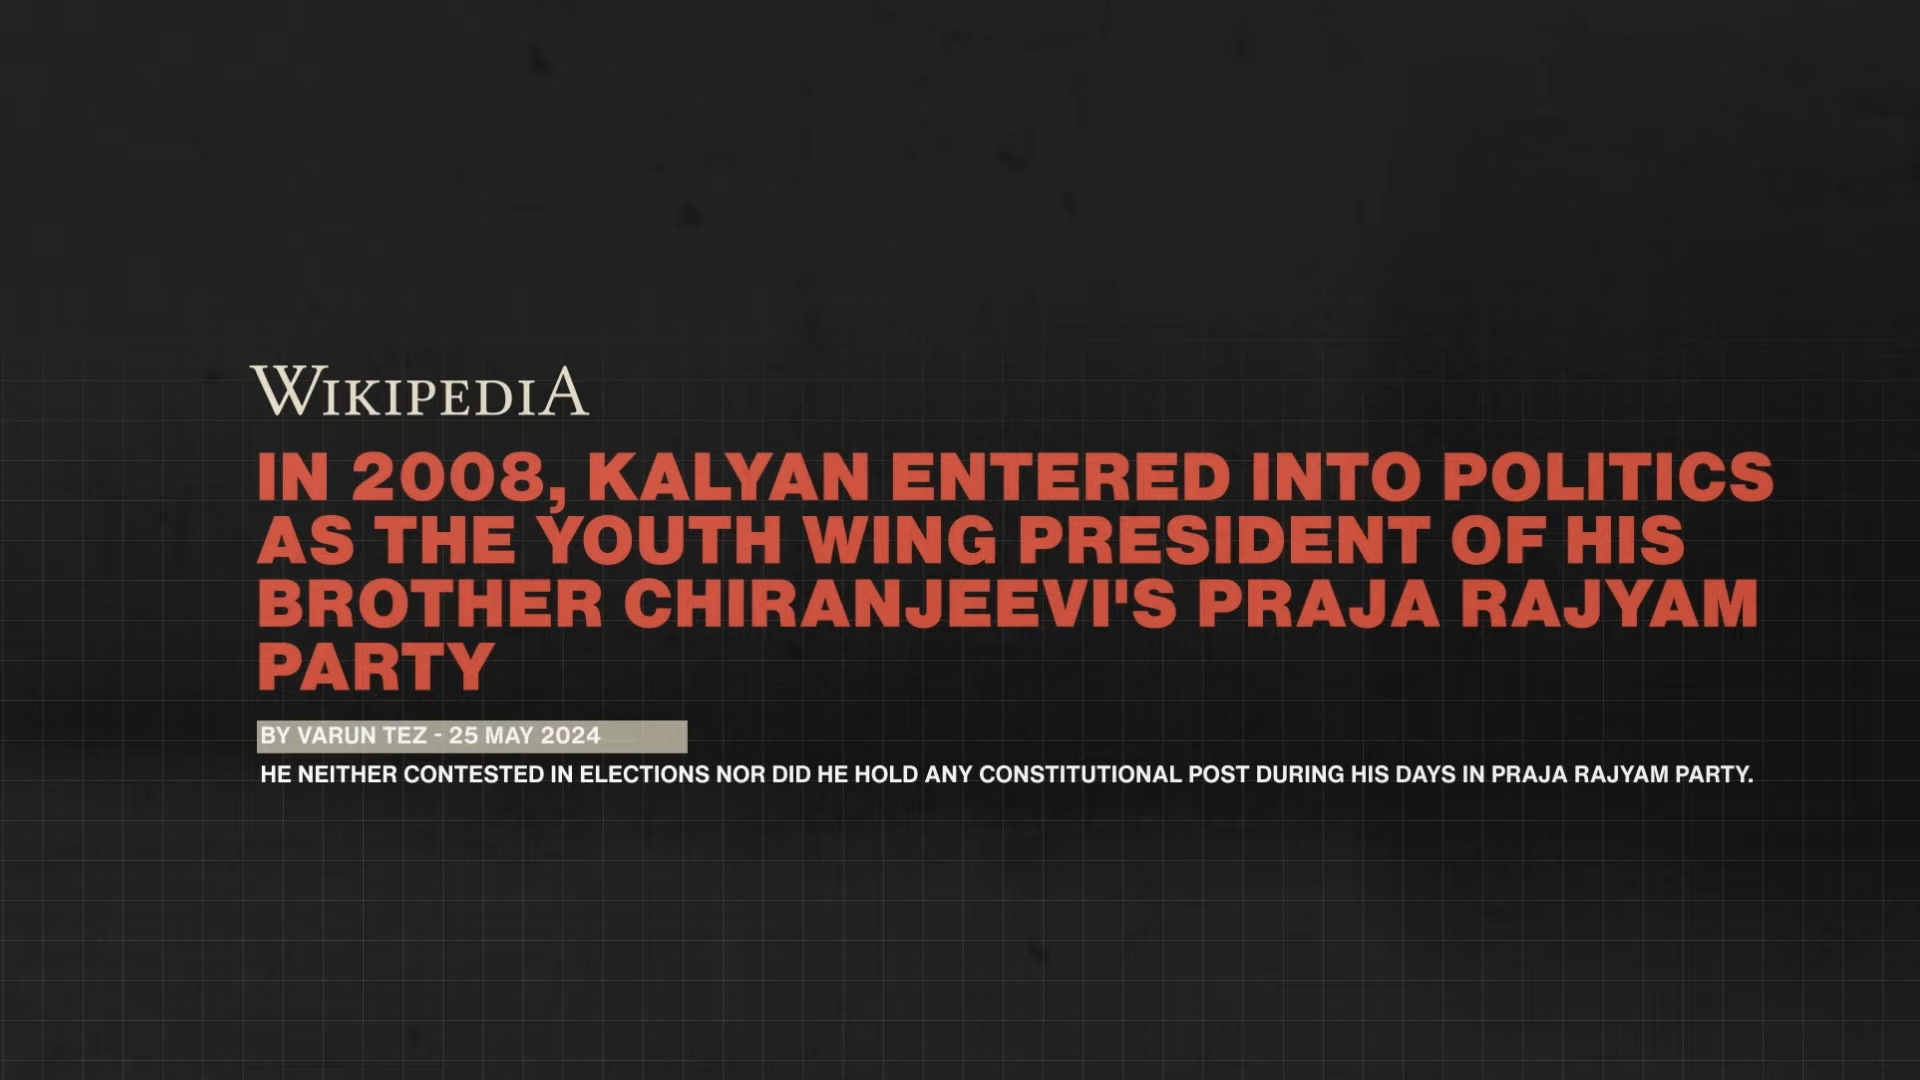 WIKIPEDIA
IN 2008, KALYAN ENTERED INTO POLITICS
AS THE YOUTH WING PRESIDENT OF HIS
BROTHER CHIRANJEEVI'S PRAJA RAJYAM
PARTY
BY VARUN TEZ - 25 MAY 2024
HE NEITHER CONTESTED IN ELECTIONS NOR DID HE HOLD ANY CONSTITUTIONAL POST DURING HIS DAYS IN PRAJA RAJYAM PARTY.